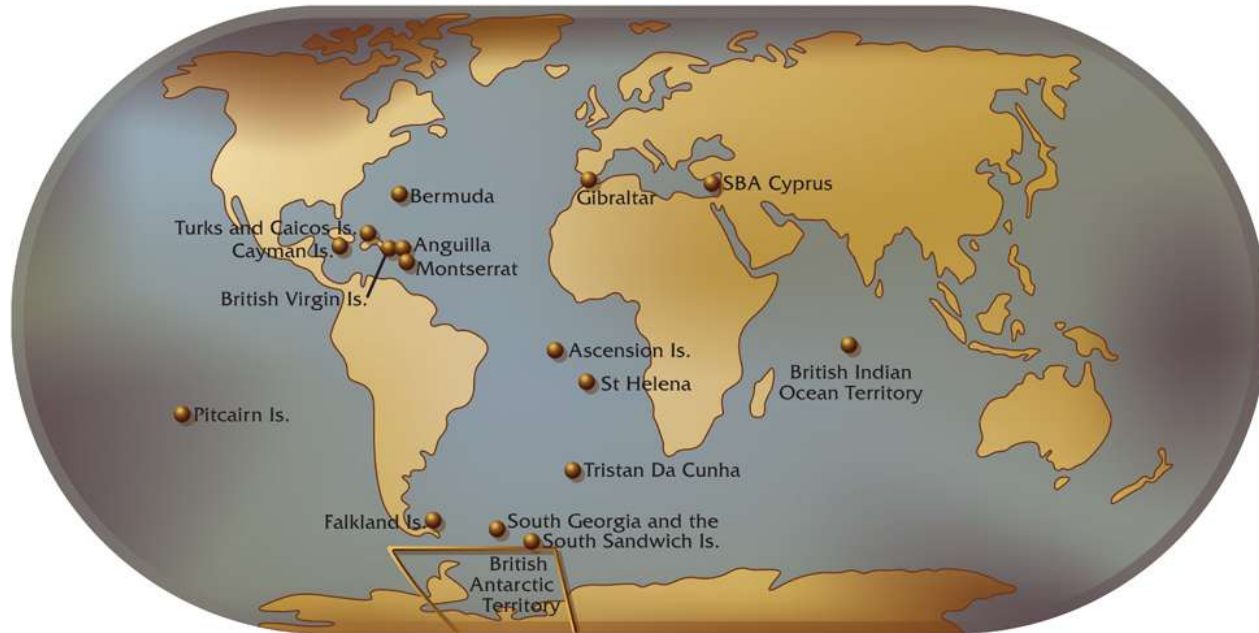 Bermuda
Gibraltar
SBA Cyprus
Turks and Caicos Is.
Cayman Is.
Anguilla
Montserrat
British Virgin Is.
Ascension Is.
St Helena
British Indian
Ocean Territory
Pitcairn Is.
Tristan Da Cunha
Falkland Is.
South Georgia and the
South Sandwich Is.
British
Antarctic
Territory